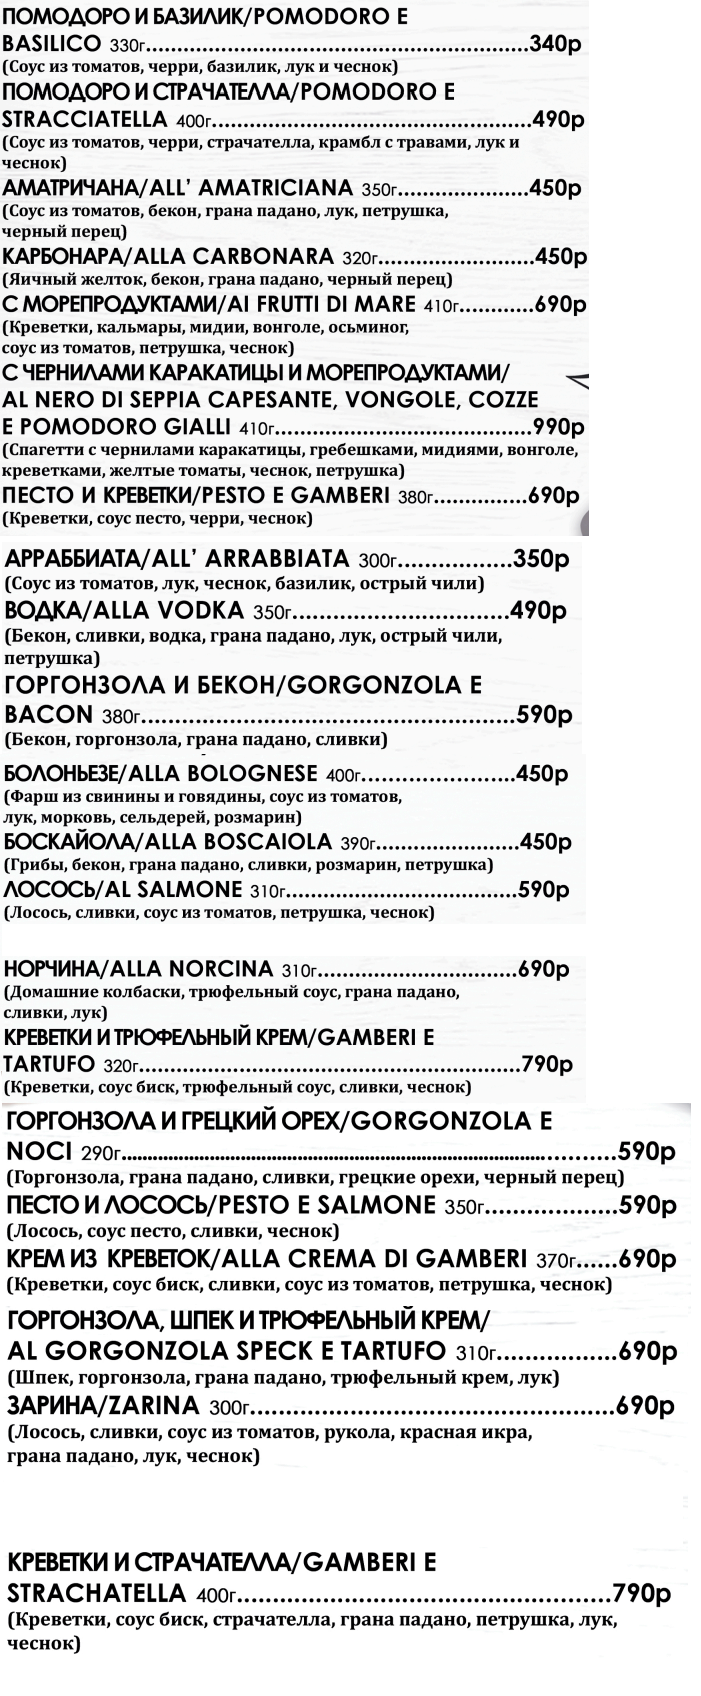 ПОМОДОРО И БАЗИЛИК/POMODORO E
BASILICO 330г..........................................................340р
(Соус из томатов, черри, базилик, лук и чеснок)
ПОМОДОРО И СТРАЧАТЕЛЛА/POMODORO E
STRACCIATELLA 400г.................................................490р
(Соус из томатов, черри, страчателла, крамбл с травами, лук и
чеснок)
АМАТРИЧАНА/ALL’ AMATRICIANA 350г.....................450р
(Соус из томатов, бекон, грана падано, лук, петрушка,
черный перец)
КАРБОНАРА/ALLA CARBONARA 320г.........................450р
(Яичный желток, бекон, грана падано, черный перец)
С МОРЕПРОДУКТАМИ/AI FRUTTI DI MARE 410г............690р
(Креветки, кальмары, мидии, вонголе, осьминог,
соус из томатов, петрушка, чеснок)
С ЧЕРНИЛАМИ КАРАКАТИЦЫ И МОРЕПРОДУКТАМИ/
AL NERO DI SEPPIA CAPESANTE, VONGOLE, COZZE
E POMODORO GIALLI 410г.........................................990р
(Спагетти с чернилами каракатицы, гребешками, мидиями, вонголе,
креветками, желтые томаты, чеснок, петрушка)
ПЕСТО И КРЕВЕТКИ/PESTO E GAMBERI 380г...............690р
(Креветки, соус песто, черри, чеснок)
АРРАББИАТА/ALL’ ARRABBIATA 300г..................350р
(Соус из томатов, лук, чеснок, базилик, острый чили)
ВОДКА/ALLA VODKA 350г..................................490р
(Бекон, сливки, водка, грана падано, лук, острый чили,
петрушка)
ГОРГОНЗОЛА И БЕКОН/GORGONZOLA E
BACON 380г.........................................................590р
(Бекон, горгонзола, грана падано, сливки)
БОЛОНЬЕЗЕ/ALLA BOLOGNESE 400г.........................450р
(Фарш из свинины и говядины, соус из томатов,
лук, морковь, сельдерей, розмарин)
БОСКАЙОЛА/ALLA BOSCAIOLA 390г.......................450р
(Грибы, бекон, грана падано, сливки, розмарин, петрушка)
ЛОСОСЬ/AL SALMONE 310г.....................................590р
(Лосось, сливки, соус из томатов, петрушка, чеснок)
НОРЧИНА/ALLA NORCINA 310г................................690р
(Домашние колбаски, трюфельный соус, грана падано,
сливки, лук)
КРЕВЕТКИ И ТРЮФЕЛЬНЫЙ КРЕМ/GAMBERI E
TARTUFO 320г..........................................................790р
(Креветки, соус биск, трюфельный соус, сливки, чеснок)
ГОРГОНЗОЛА И ГРЕЦКИЙ ОРЕХ/GORGONZOLA E
NOCI 290г..............................................................................590р
(Горгонзола, грана падано, сливки, грецкие орехи, черный перец)
ПЕСТО И ЛОСОСЬ/PESTO E SALMONE 350г....................590р
(Лосось, соус песто, сливки, чеснок)
КРЕМ ИЗ КРЕВЕТОК/ALLA CREMA DI GAMBERI 370г......690р
(Креветки, соус биск, сливки, соус из томатов, петрушка, чеснок)
ГОРГОНЗОЛА, ШПЕК И ТРЮФЕЛЬНЫЙ КРЕМ/
AL GORGONZOLA SPECK E TARTUFO 310г..................690р
(Шпек, горгонзола, грана падано, трюфельный крем, лук)
ЗАРИНА/ZARINA 300г......................................................690р
(Лосось, сливки, соус из томатов, рукола, красная икра,
грана падано, лук, чеснок)
КРЕВЕТКИ И СТРАЧАТЕЛЛА/GAMBERI E
STRACHATELLA 400г.......................................................790р
(Креветки, соус биск, страчателла, грана падано, петрушка, лук,
чеснок)